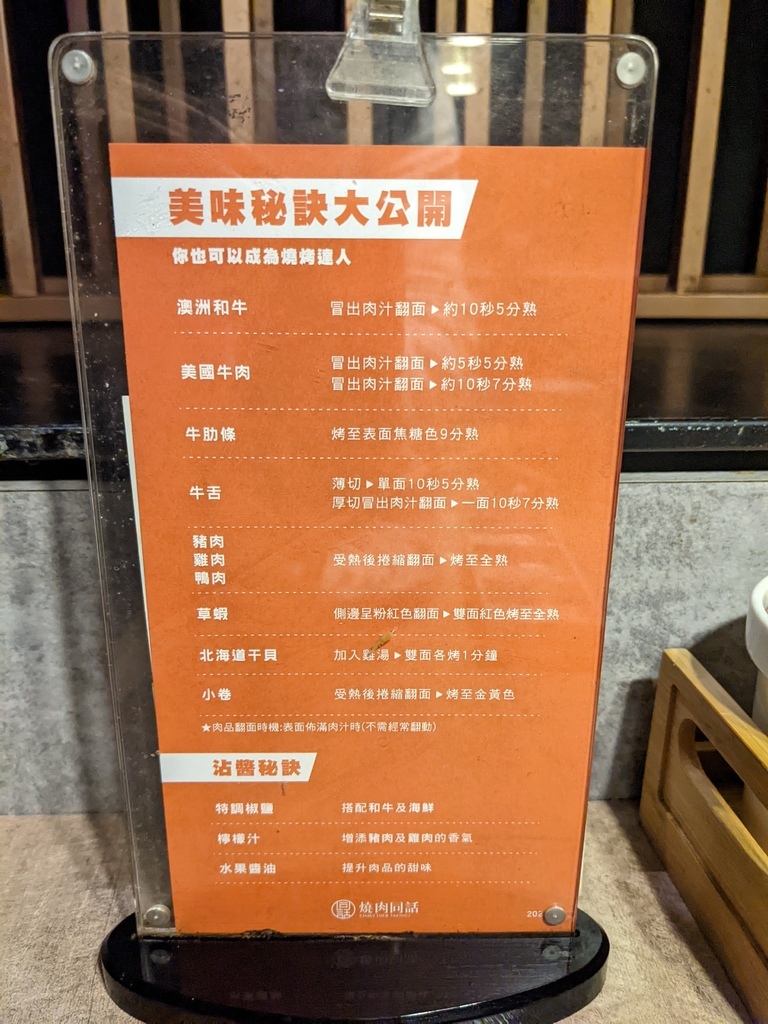 美味秘訣大公開
你也可以成為燒烤達人
澳洲和牛 冒出肉汁翻面▶約10秒5分熟
美國牛肉 冒出肉汁翻面▶約5秒5分熟
冒出肉汁翻面▶約10秒7分熟
牛肋條 烤至表面焦糖色9分熟
牛舌 薄切▶單面10秒5分熟
厚切冒出肉汁翻面▶一面10秒7分熟
豬肉
雞肉 受熱後捲縮翻面▶烤至全熟
鴨肉
草蝦 側邊呈粉紅色翻面▶雙面紅色烤至全熟
北海道干貝 加入雞湯▶雙面各烤1分鐘
小卷 受熱後捲縮翻面▶烤至金黃色
★肉品翻面時機:表面佈滿肉汁時(不需經常翻動)
沾醬秘訣
特調椒鹽 搭配和牛及海鮮
檸檬汁 增添豬肉及雞肉的香氣
水果醬油 提升肉品的甜味
燒肉同話
202